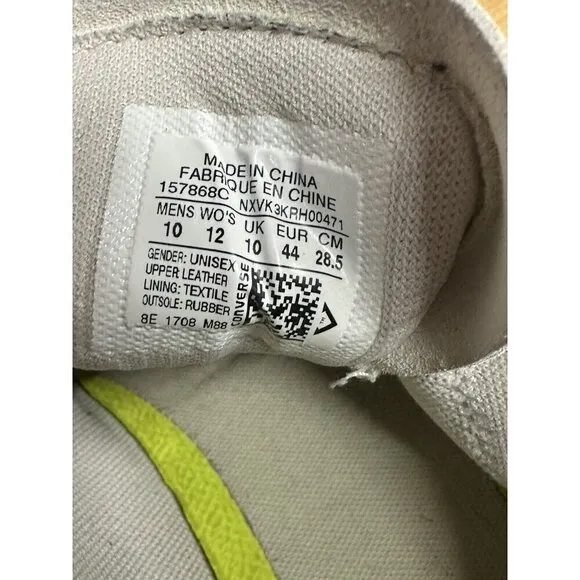 MADE IN CHINA
FABRIQUE EN CHINE
157868C NXVK3KRH00471
MENS WO'S UK EUR CM
10 12 10 44 28.5
GENDER: UNISEX
UPPER: LEATHER
LINING: TEXTILE
OUTSOLE: RUBBER
8E 1708 M88
CONVERSE